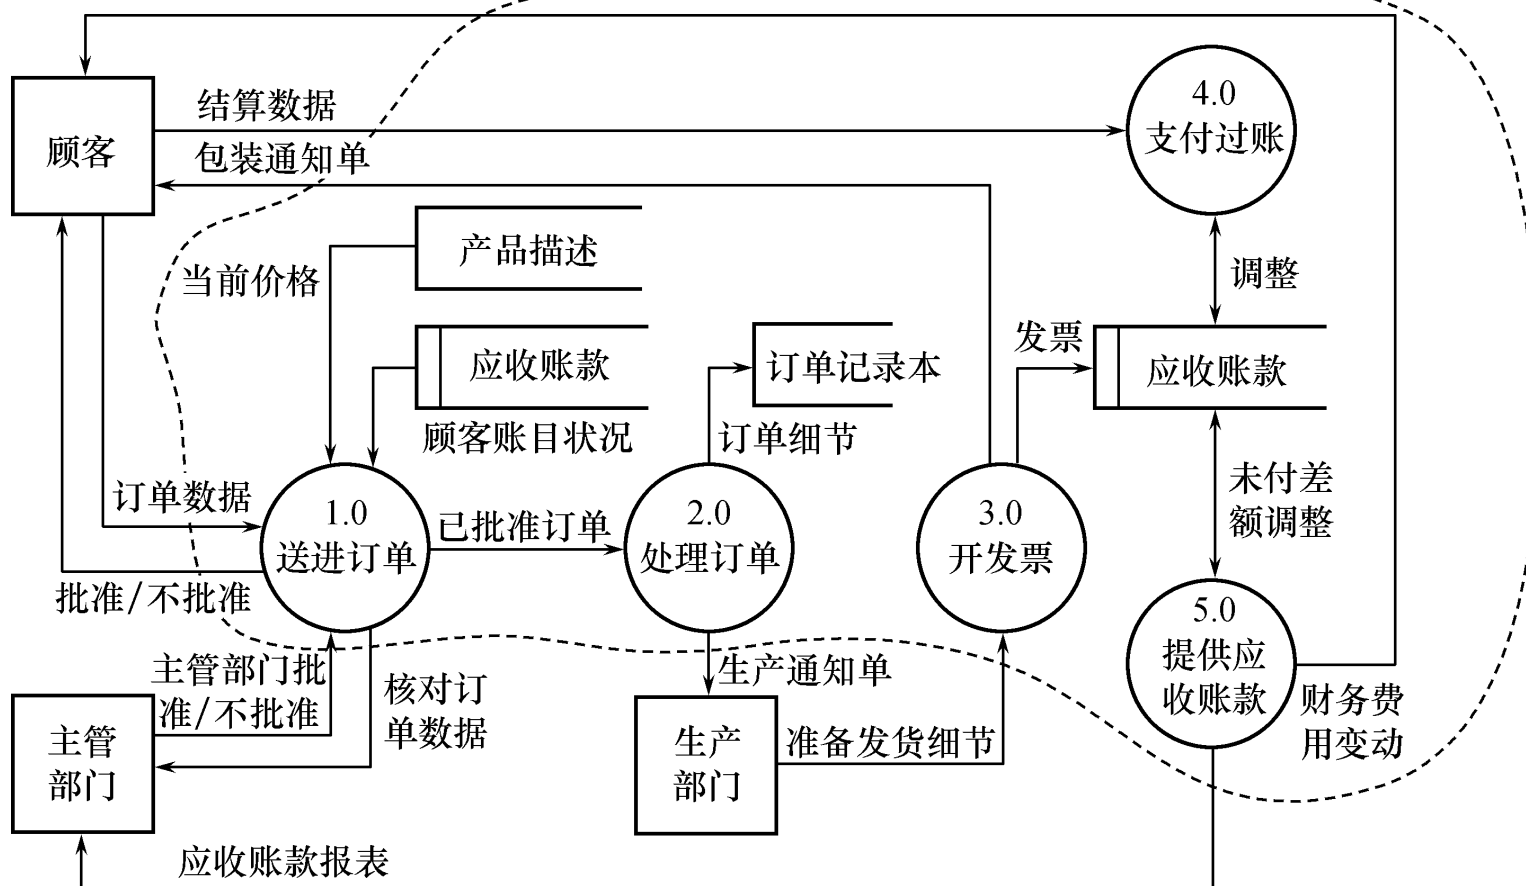 结算数据
4.0
支付过账
顾客
包装通知单
产品描述
当前价格
调整
发票
应收账款
订单记录本
应收账款
顾客账目状况
订单细节
未付差
额调整
订单数据
1.0
送进订单
已批准订单
2.0
处理订单
3.0
开发票
批准/不批准
5.0
提供应
收账款
主管部门批
准/不批准
核对订
单数据
生产通知单
财务费
用变动
主管
部门
生产
部门
准备发货细节
应收账款报表